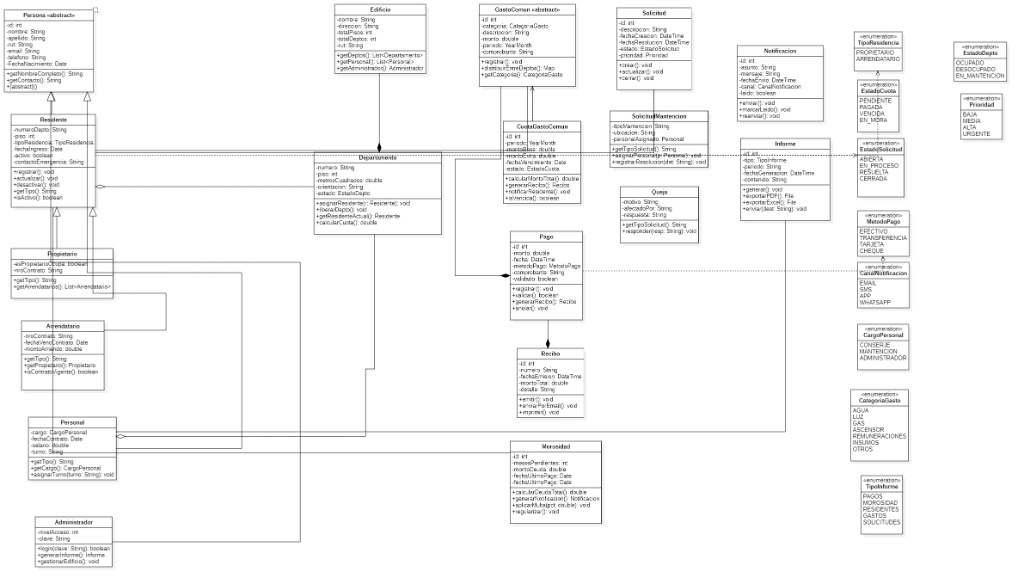 Persona «abstract»
-id: int
-nombre: String
-apellido: String
-rut: String
-email: String
-telefono: String
-FechaNacimiento: Date
+getNombreCompleto(): String
+getContacto(): String
+{abstract}()
Residente
-numeroDepto: String
-piso: int
-tipoResidencia: TipoResidencia
-fechaIngreso: Date
-activo: boolean
-contactoEmergencia: String
+registrar(): void
+actualizar(): void
+desactivar(): void
+getTipo(): String
+isActivo(): boolean
Propietario
-esPropietarioOcupa: boolean
-nroContrato: String
+getTipo(): String
+getArrendatarios(): List<Arrendatario>
Arrendatario
-nroContrato: String
-fechaVencContrato: Date
-montoArriendo: double
+getTipo(): String
+getPropietario(): Propietario
+isContratoVigente(): boolean
Personal
-cargo: CargoPersonal
-fechaContrato: Date
-salario: double
-turno: String
+getTipo(): String
+getCargo(): CargoPersonal
+asignarTurno(turno: String): void
Administrador
-nivelAcceso: int
-clave: String
+login(clave: String): boolean
+generarInforme(): Informe
+gestionarEdificio(): void
Edificio
-nombre: String
-direccion: String
-totalPisos: int
-totalDeptos: int
-rut: String
+getDeptos(): List<Departamento>
+getPersonal(): List<Personal>
+getAdministrador(): Administrador
Departamento
-numero: String
-piso: int
-metrosCuadrados: double
-orientacion: String
-estado: EstadoDepto
+asignarResidente(r: Residente): void
+liberarDepto(): void
+getResidenteActual(): Residente
+calcularCuota(): double
GastoComun «abstract»
-id: int
-categoria: CategoriaGasto
-descripcion: String
-monto: double
-periodo: YearMonth
-comprobante: String
+registrar(): void
+distribuirEntreDeptos(): Map
+getCategoria(): CategoriaGasto
CuotaGastoComun
-id: int
-periodo: YearMonth
-montoBase: double
-montoExtra: double
-fechaVencimiento: Date
-estado: EstadoCuota
+calcularMontoTotal(): double
+generarRecibo(): Recibo
+notificarResidente(): void
+isVencida(): boolean
Pago
-id: int
-monto: double
-fecha: DateTime
-metodoPago: MetodoPago
-comprobante: String
-validado: boolean
+registrar(): void
+validar(): boolean
+generarRecibo(): Recibo
+enviar(): void
Recibo
-id: int
-numero: String
-fechaEmision: DateTime
-montoTotal: double
-detalle: String
+emitir(): void
+enviarPorEmail(): void
+imprimir(): void
Morosidad
-id: int
-mesesPendientes: int
-montoDeuda: double
-fechaUltimoPago: Date
-fechaUltimoPago: Date
+calcularDeudaTotal(): double
+generarNotificacion(): Notificacion
+aplicarMulta(pct: double): void
+regularizar(): void
Solicitud
-id: int
-descripcion: String
-fechaCreacion: DateTime
-fechaResolucion: DateTime
-estado: EstadoSolicitud
-prioridad: Prioridad
+crear(): void
+actualizar(): void
+cerrar(): void
SolicitudMantencion
-tipoMantencion: String
-ubicacion: String
-personaAsignado: Personal
+getTipoSolicitud(): String
+asignarPersonal(p: Persona): void
+registrarResolucion(det: String): void
Queja
-motivo: String
-afectadoPor: String
-respuesta: String
+getTipoSolicitud(): String
+responder(resp: String): void
Notificacion
-id: int
-asunto: String
-mensaje: String
-fechaEnvio: DateTime
-canal: CanalNotificacion
-leido: boolean
+enviar(): void
+marcarLeido(): void
+reenviar(): void
Informe
-id: int
-tipo: TipoInforme
-periodo: String
-fechaGeneracion: DateTime
-contenido: String
+generar(): void
+exportarPDF(): File
+exportarExcel(): File
+enviar(dest: String): void
«enumeration»
TipoResidencia
PROPIETARIO
ARRENDATARIO
«enumeration»
EstadoCuota
PENDIENTE
PAGADA
VENCIDA
EN_MORA
«enumeration»
EstadoSolicitud
ABIERTA
EN_PROCESO
RESUELTA
CERRADA
«enumeration»
MetodoPago
EFECTIVO
TRANSFERENCIA
TARJETA
CHEQUE
«enumeration»
CanalNotificacion
EMAIL
SMS
APP
WHATSAPP
«enumeration»
CargoPersonal
CONSERJE
MANTENCION
ADMINISTRADOR
«enumeration»
CategoriaGasto
AGUA
LUZ
GAS
ASCENSOR
REMUNERACIONES
INSUMOS
OTROS
«enumeration»
TipoInforme
PAGOS
MOROSIDAD
RESIDENTES
GASTOS
SOLICITUDES
«enumeration»
EstadoDepto
OCUPADO
DESOCUPADO
EN_MANTENCION
«enumeration»
Prioridad
BAJA
MEDIA
ALTA
URGENTE